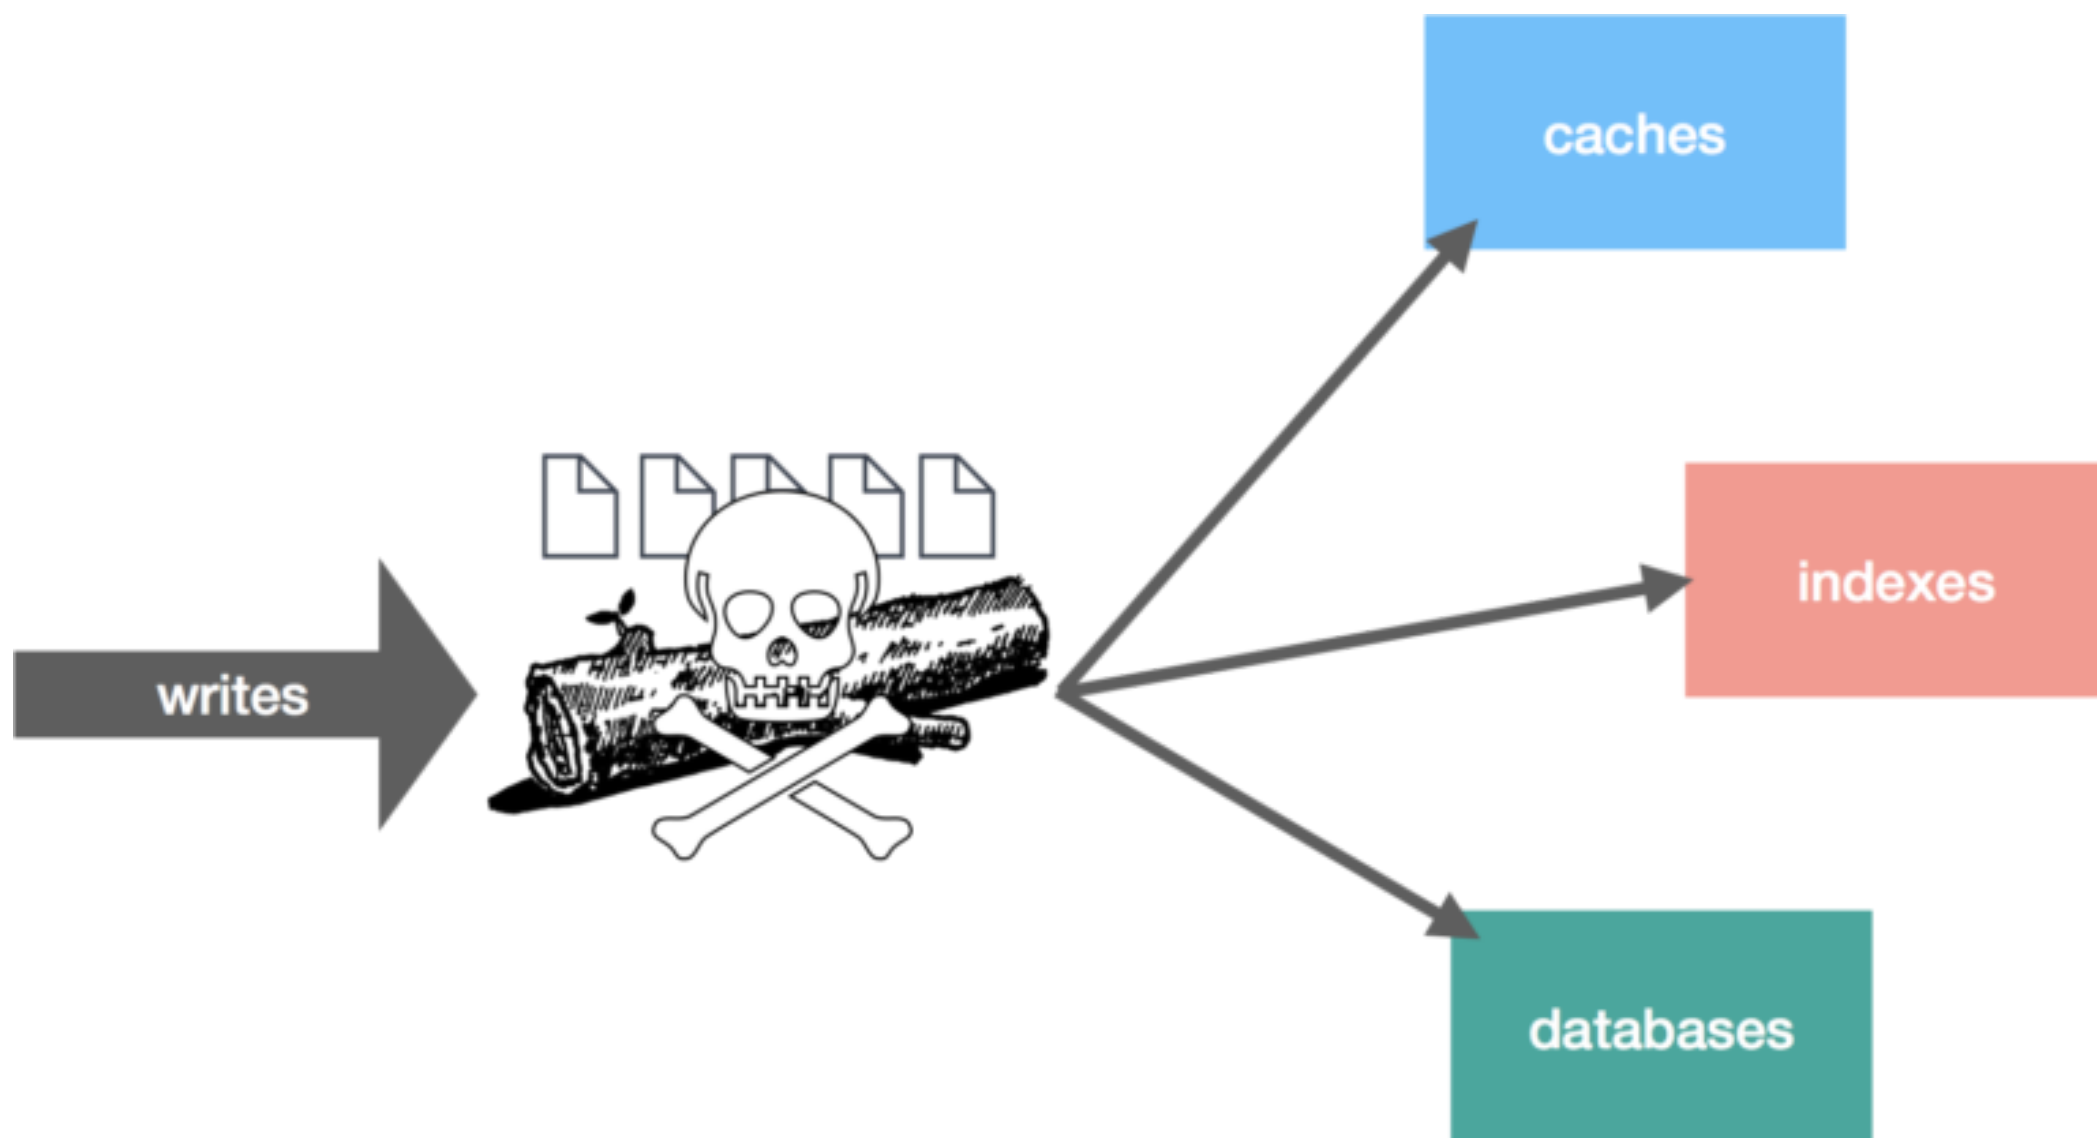 caches
indexes
writes
databases